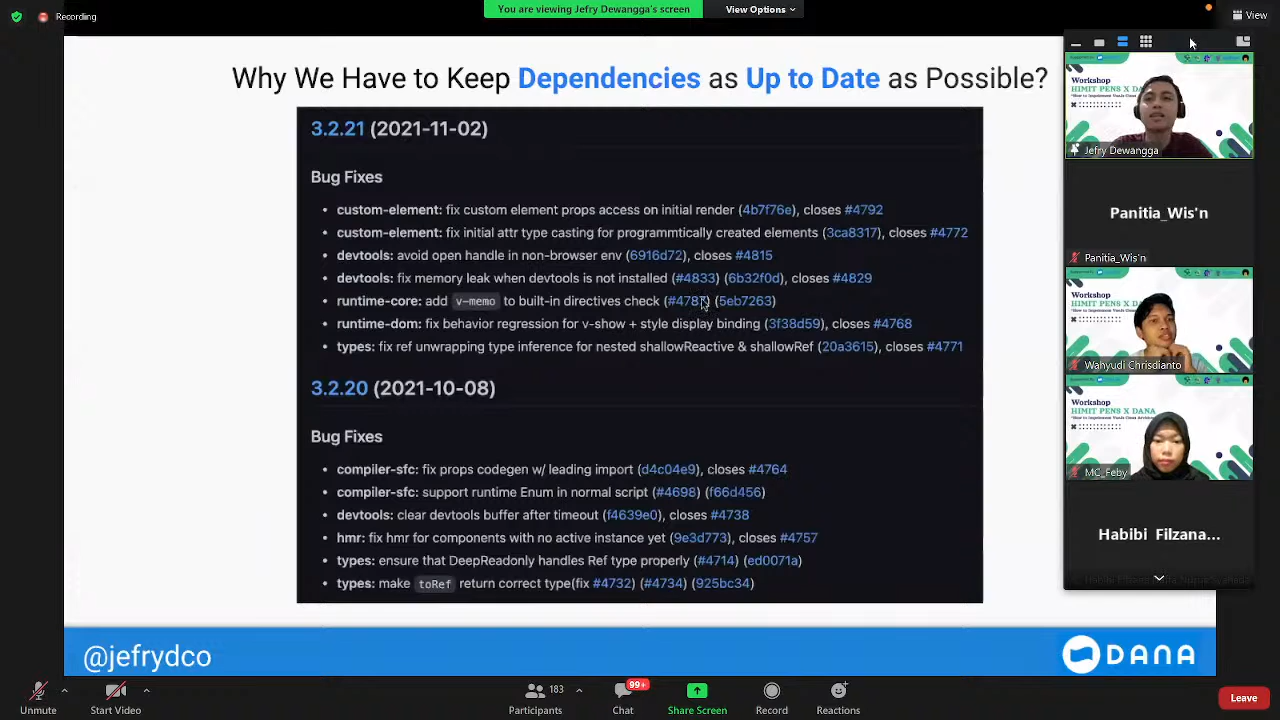 Recording
You are viewing Jefry Dewangga's screen
View Options
View
Why We Have to Keep Dependencies as Up to Date as Possible?
3.2.21 (2021-11-02)
Bug Fixes
• custom-element: fix custom element props access on initial render (4b7f76e), closes #4792
• custom-element: fix initial attr type casting for programmtically created elements (3ca8317), closes #4772
• devtools: avoid open handle in non-browser env (6916d72), closes #4815
• devtools: fix memory leak when devtools is not installed (#4833) (6b32f0d), closes #4829
• runtime-core: add v-memo to built-in directives check (5eb7263)
• runtime-dom: fix behavior regression for v-show + style display binding (3f38d59), closes #4768
• types: fix ref unwrapping type inference for nested shallowReactive & shallowRef (20a3615), closes #4771
3.2.20 (2021-10-08)
Bug Fixes
• compiler-sfc: fix props codegen w/ leading import (d4c04e9), closes #4764
• compiler-sfc: support runtime Enum in normal script (#4698) (f66d456)
• devtools: clear devtools buffer after timeout (f4639e0), closes #4738
• hmr: fix hmr for components with no active instance yet (9e3d773), closes #4757
• types: ensure that DeepReadonly handles Ref type properly (#4714) (ed0071a)
• types: make toRef return correct type(fix #4732) (#4734) (925bc34)
@jefrydco
DANA
Workshop
HIMIT PENS X DA
Jefry Dewangga
Panitia_Wis'n
Panitia_Wis'n
Wahyudi Chrisdianto
Workshop
HIMIT PENS X DANA
MC_Feby
Habibi Filzana...
Unmute
Start Video
183
Participants
99+
Chat
Share Screen
Record
Reactions
Leave